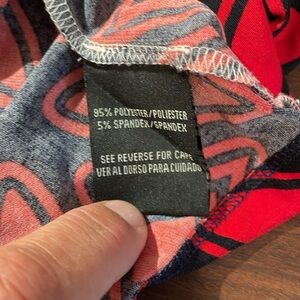 95% POLYESTER/POLIESTER
5% SPANDEX/SPANDEX
SEE REVERSE FOR CARE
VER AL DORSO PARA CUIDADO